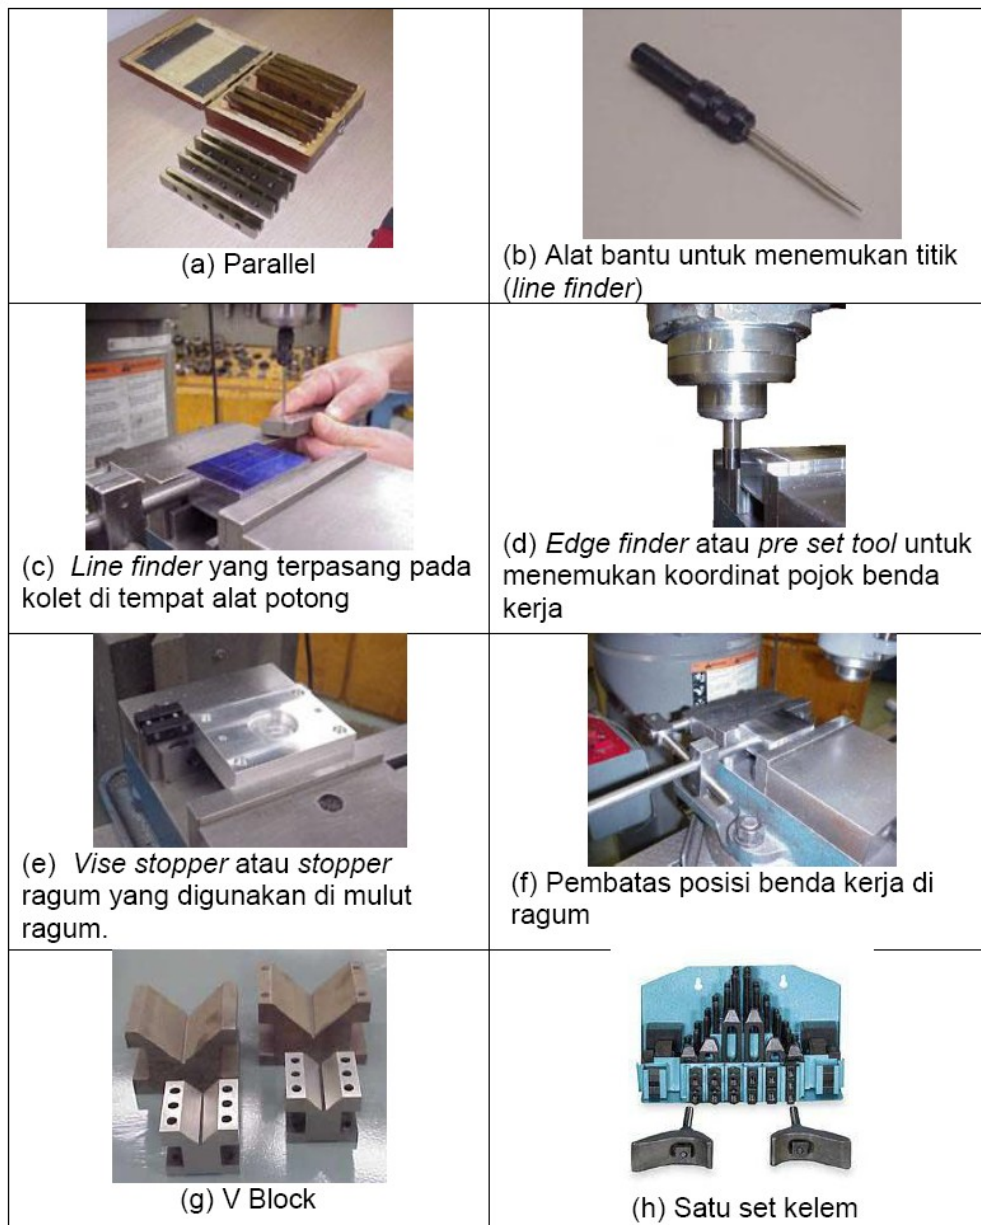 (a) Parallel
(b) Alat bantu untuk menemukan titik
(line finder)
(c) Line finder yang terpasang pada
kolet di tempat alat potong
(d) Edge finder atau pre set tool untuk
menemukan koordinat pojok benda
kerja
(e) Vise stopper atau stopper
ragum yang digunakan di mulut
ragum.
(f) Pembatas posisi benda kerja di
ragum
(g) V Block
(h) Satu set kelem